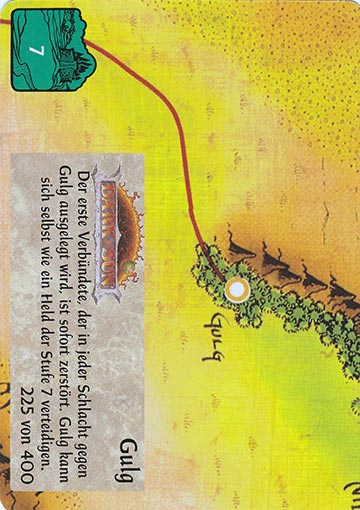 7
Gulg
Gulg
DARK SUN
Der erste Verbündete, der in jeder Schlacht gegen
Gulg ausgelegt wird, ist sofort zerstört. Gulg kann
sich selbst wie ein Held der Stufe 7 verteidigen.
225 von 400